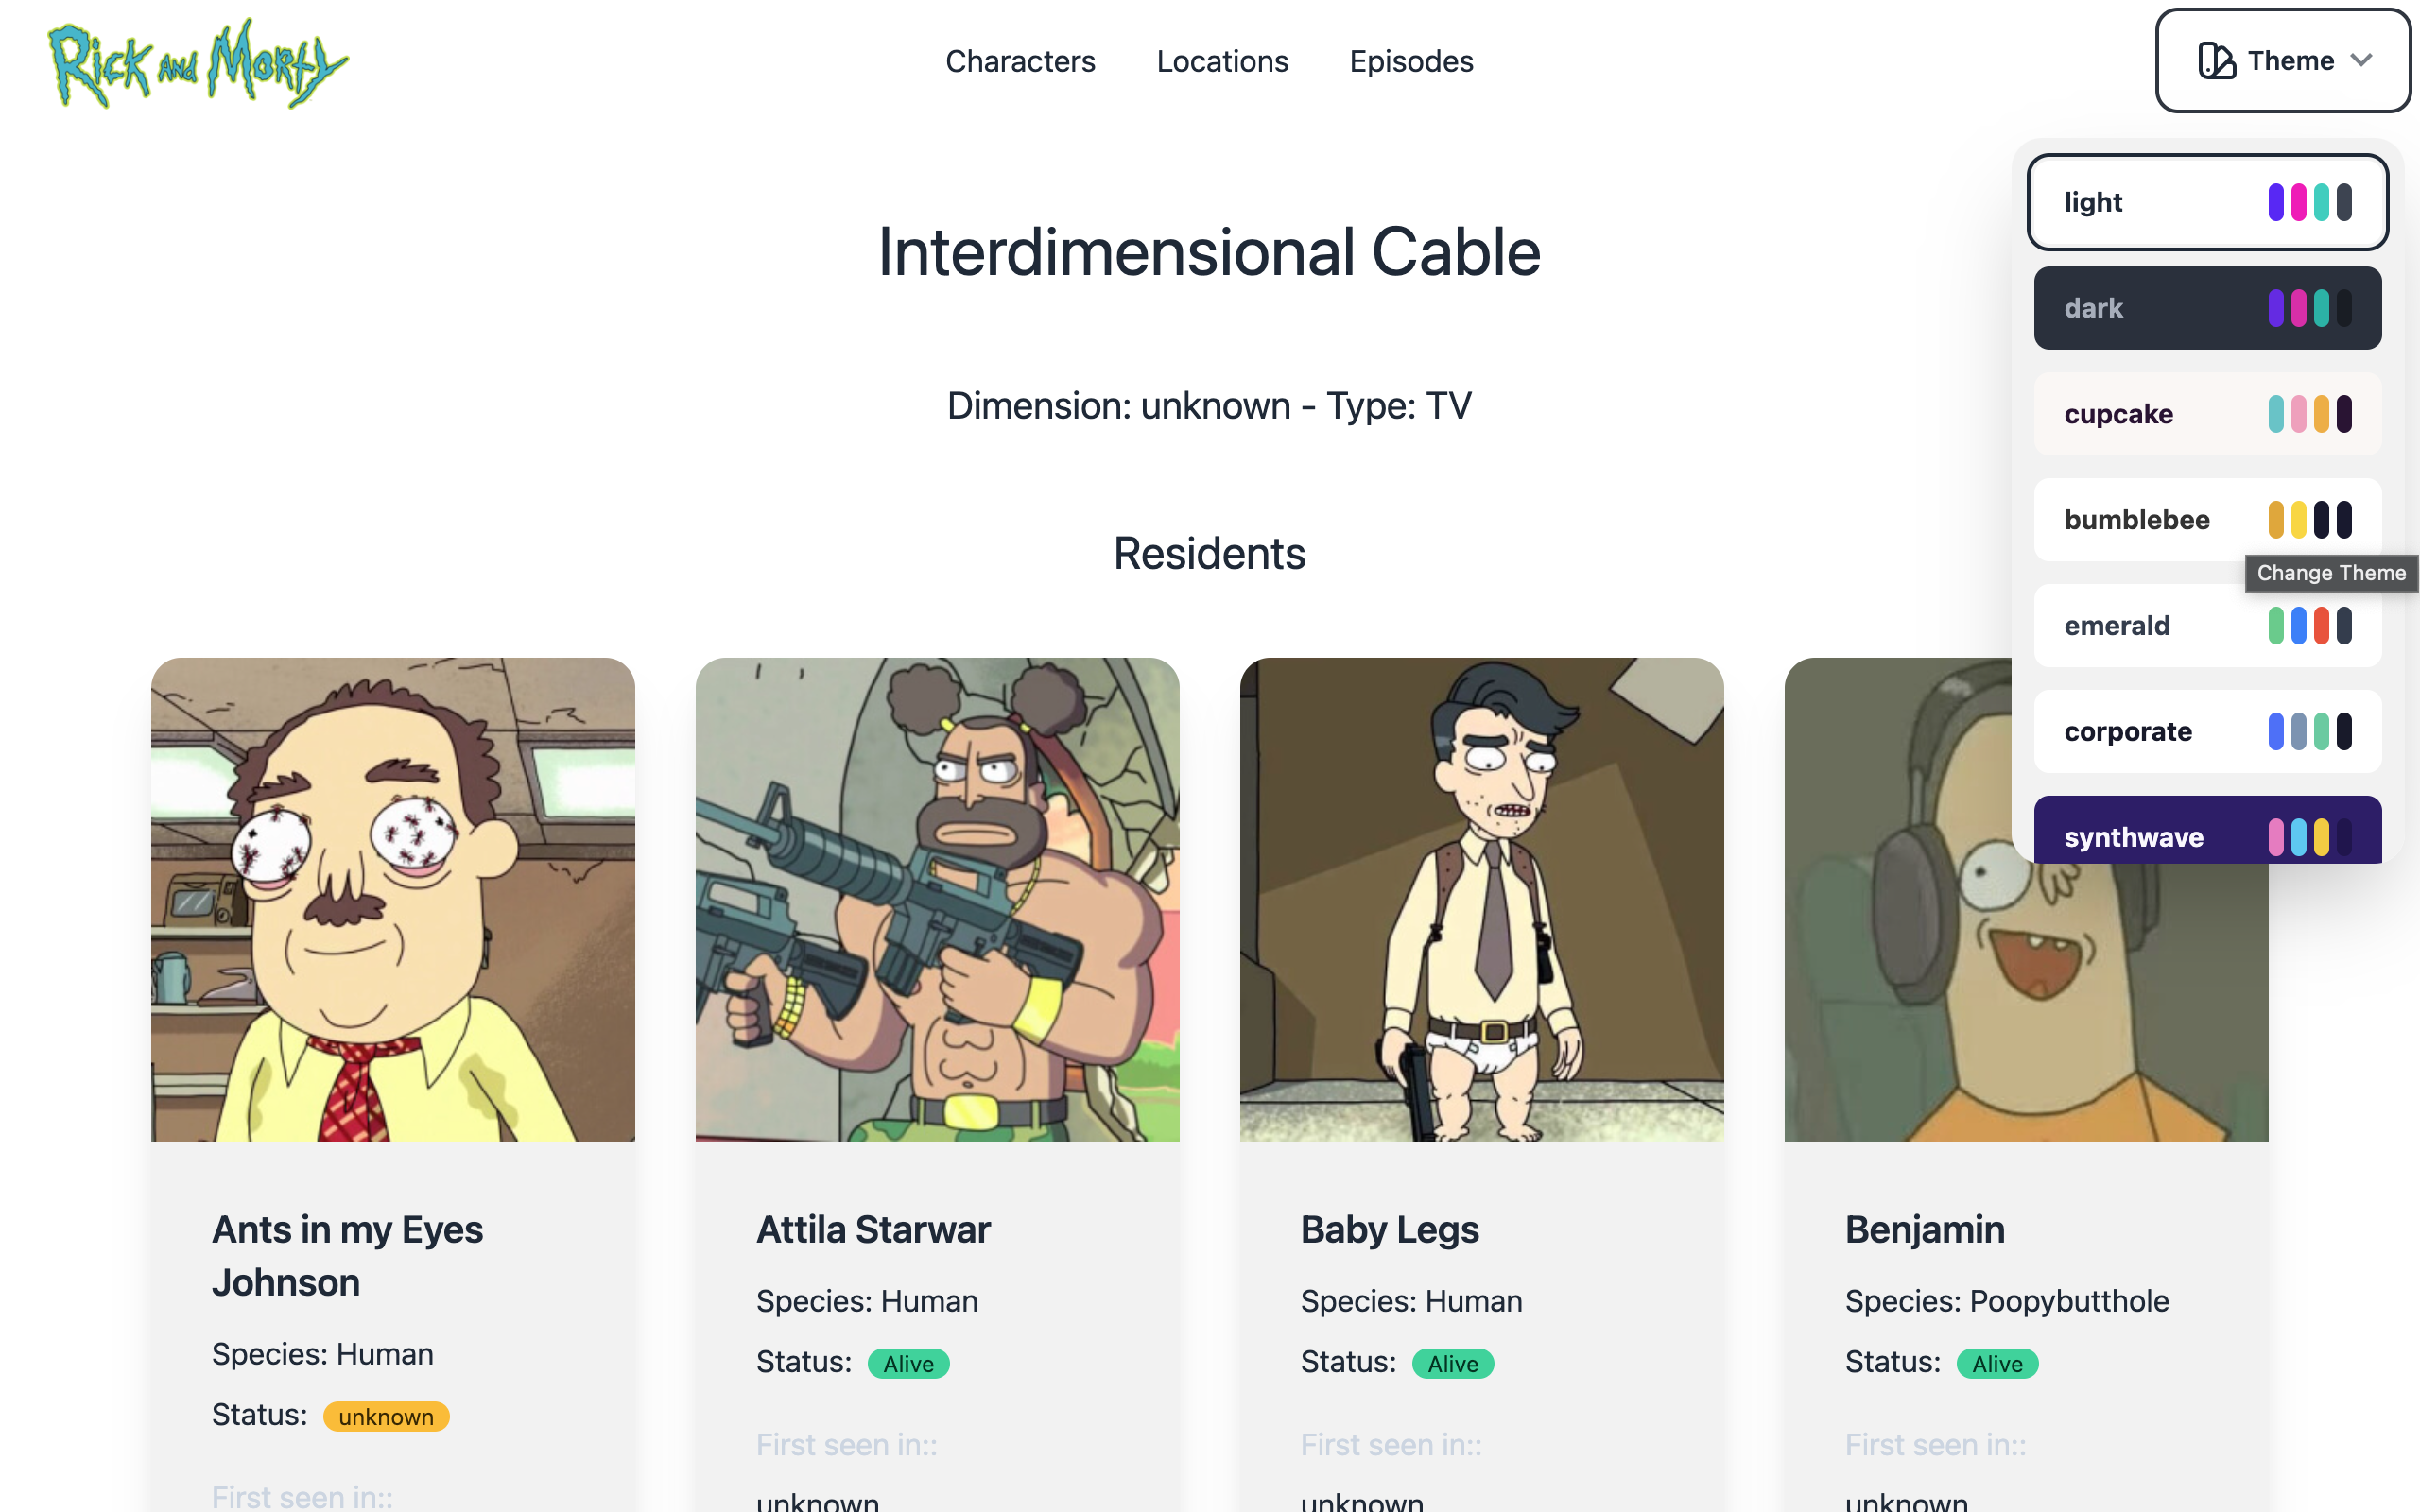 Rick and Morty
Characters
Locations
Episodes
Theme
light
dark
cupcake
bumblebee
Change Theme
emerald
corporate
synthwave
Interdimensional Cable
Dimension: unknown - Type: TV
Residents
Ants in my Eyes
Johnson
Species: Human
Status: unknown
First seen in::
Attila Starwar
Species: Human
Status: Alive
First seen in::
unknown
Baby Legs
Species: Human
Status: Alive
First seen in::
unknown
Benjamin
Species: Poopybutthole
Status: Alive
First seen in::
unknown